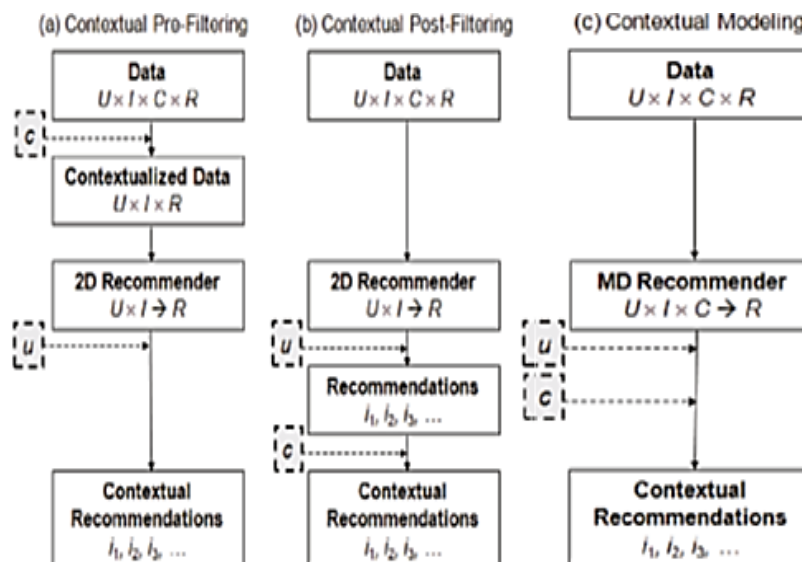 (a) Contextual Pre-Filtering
Data
U × I × C × R
c
Contextualized Data
U × I × R
2D Recommender
U × I → R
u
Contextual
Recommendations
i₁, i₂, i₃, ...
(b) Contextual Post-Filtering
Data
U × I × C × R
2D Recommender
U × I → R
u
Recommendations
i₁, i₂, i₃, ...
c
Contextual
Recommendations
i₁, i₂, i₃, ...
(c) Contextual Modeling
Data
U × I × C × R
MD Recommender
U × I × C → R
u
c
Contextual
Recommendations
i₁, i₂, i₃, ...